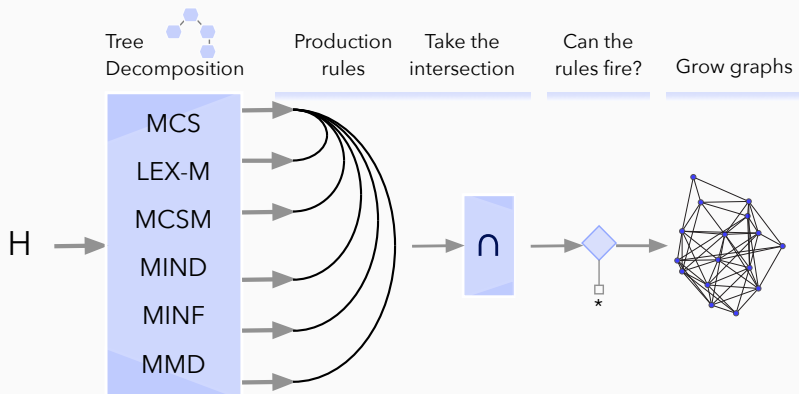 Tree
Decomposition
Production
rules
Take the
intersection
Can the
rules fire?
Grow graphs
H
MCS
LEX-M
MCSM
MIND
MINF
MMD
∩
*